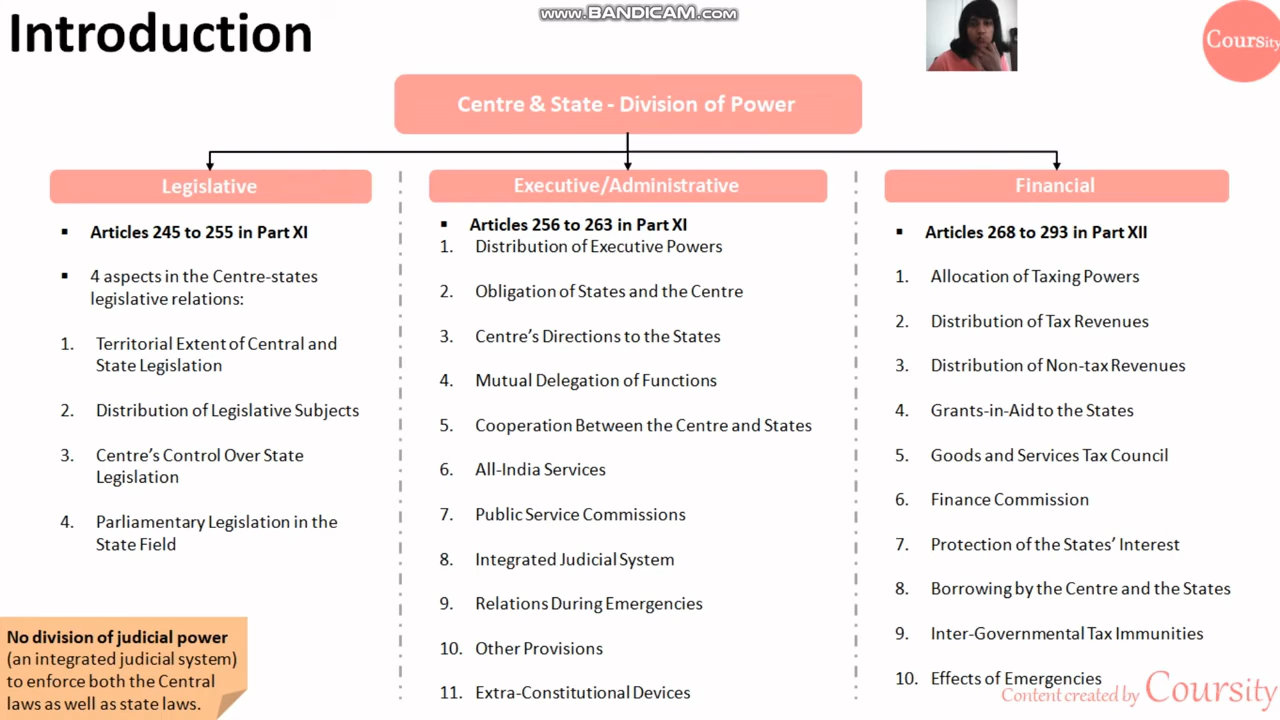 www.BANDICAM.com
Introduction
Coursity
Centre & State - Division of Power
Legislative
▪ Articles 245 to 255 in Part XI
▪ 4 aspects in the Centre-states
legislative relations:
1. Territorial Extent of Central and
State Legislation
2. Distribution of Legislative Subjects
3. Centre’s Control Over State
Legislation
4. Parliamentary Legislation in the
State Field
No division of judicial power
(an integrated judicial system)
to enforce both the Central
laws as well as state laws.
Executive/Administrative
▪ Articles 256 to 263 in Part XI
1. Distribution of Executive Powers
2. Obligation of States and the Centre
3. Centre’s Directions to the States
4. Mutual Delegation of Functions
5. Cooperation Between the Centre and States
6. All-India Services
7. Public Service Commissions
8. Integrated Judicial System
9. Relations During Emergencies
10. Other Provisions
11. Extra-Constitutional Devices
Financial
▪ Articles 268 to 293 in Part XII
1. Allocation of Taxing Powers
2. Distribution of Tax Revenues
3. Distribution of Non-tax Revenues
4. Grants-in-Aid to the States
5. Goods and Services Tax Council
6. Finance Commission
7. Protection of the States’ Interest
8. Borrowing by the Centre and the States
9. Inter-Governmental Tax Immunities
10. Effects of Emergencies
Content created by Coursity